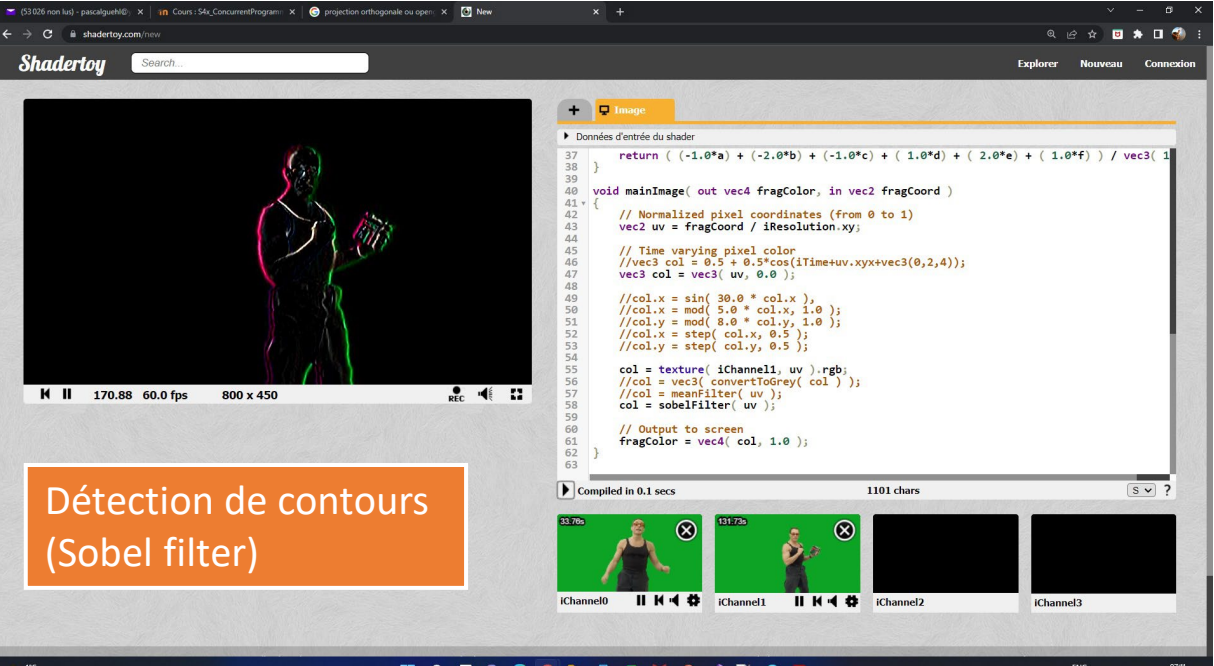 (53 026 non lus) - pascalguehl@
Cours : S4x_ConcurrentProgramm
projection orthogonale ou open
New
shadertoy.com/new
Shadertoy
Search...
Explorer Nouveau Connexion
Image
Données d'entrée du shader
37 return ( (-1.0*a) + (-2.0*b) + (-1.0*c) + ( 1.0*d) + ( 2.0*e) + ( 1.0*f) ) / vec3( 1
38 }
39
40 void mainImage( out vec4 fragColor, in vec2 fragCoord )
41 {
42 // Normalized pixel coordinates (from 0 to 1)
43 vec2 uv = fragCoord / iResolution.xy;
44
45 // Time varying pixel color
46 //vec3 col = 0.5 + 0.5*cos(iTime+uv.xyx+vec3(0,2,4));
47 vec3 col = vec3( uv, 0.0 );
48
49 //col.x = sin( 30.0 * col.x ),
50 //col.x = mod( 5.0 * col.x, 1.0 );
51 //col.y = mod( 8.0 * col.y, 1.0 );
52 //col.x = step( col.x, 0.5 );
53 //col.y = step( col.y, 0.5 );
54
55 col = texture( iChannel1, uv ).rgb;
56 //col = vec3( convertToGrey( col ) );
57 //col = meanFilter( uv );
58 col = sobelFilter( uv );
59
60 // Output to screen
61 fragColor = vec4( col, 1.0 );
62 }
63
170.88 60.0 fps 800 x 450 REC
Compiled in 0.1 secs 1101 chars S ?
Détection de contours
(Sobel filter)
33.76s
131.73s
iChannel0
iChannel1
iChannel2
iChannel3